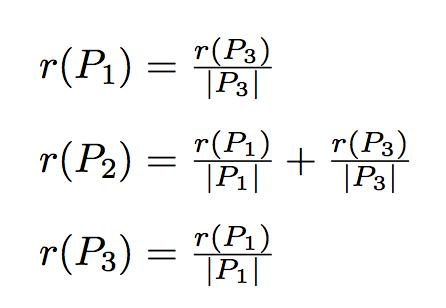 r(P₁) = r(P₃)/|P₃|
r(P₂) = r(P₁)/|P₁| + r(P₃)/|P₃|
r(P₃) = r(P₁)/|P₁|